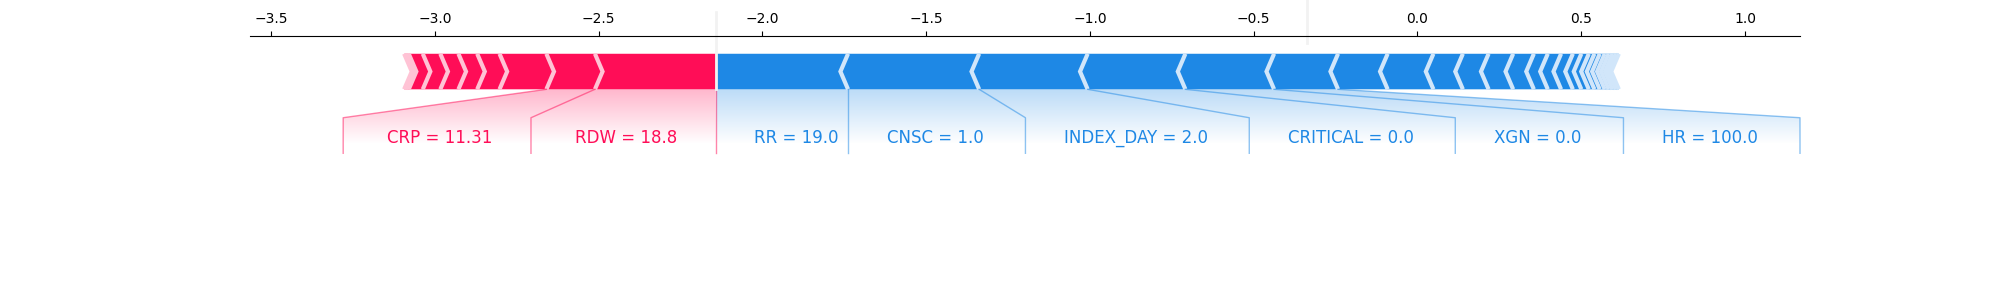 −3.5 −3.0 −2.5 −2.0 −1.5 −1.0 −0.5 0.0 0.5 1.0
CRP = 11.31 RDW = 18.8 RR = 19.0 CNSC = 1.0 INDEX_DAY = 2.0 CRITICAL = 0.0 XGN = 0.0 HR = 100.0